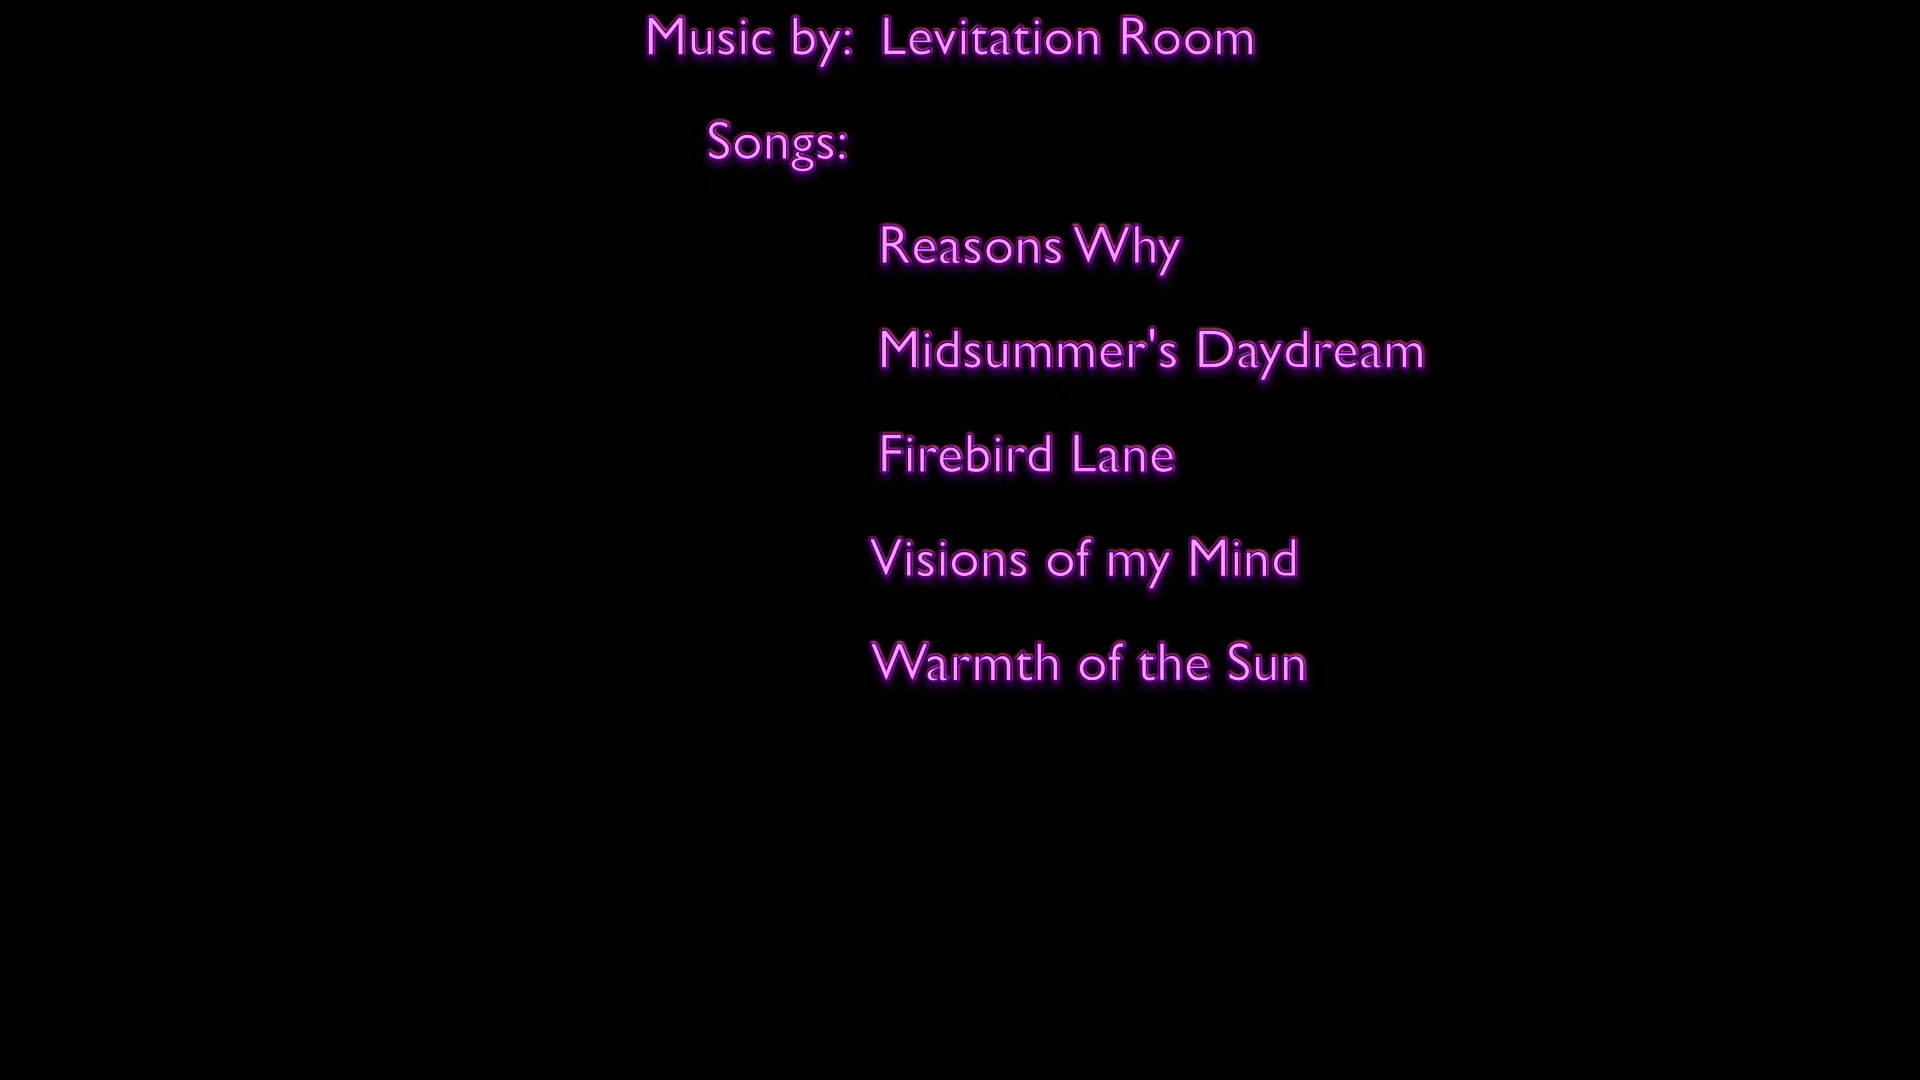 Music by: Levitation Room
Songs:
Reasons Why
Midsummer's Daydream
Firebird Lane
Visions of my Mind
Warmth of the Sun